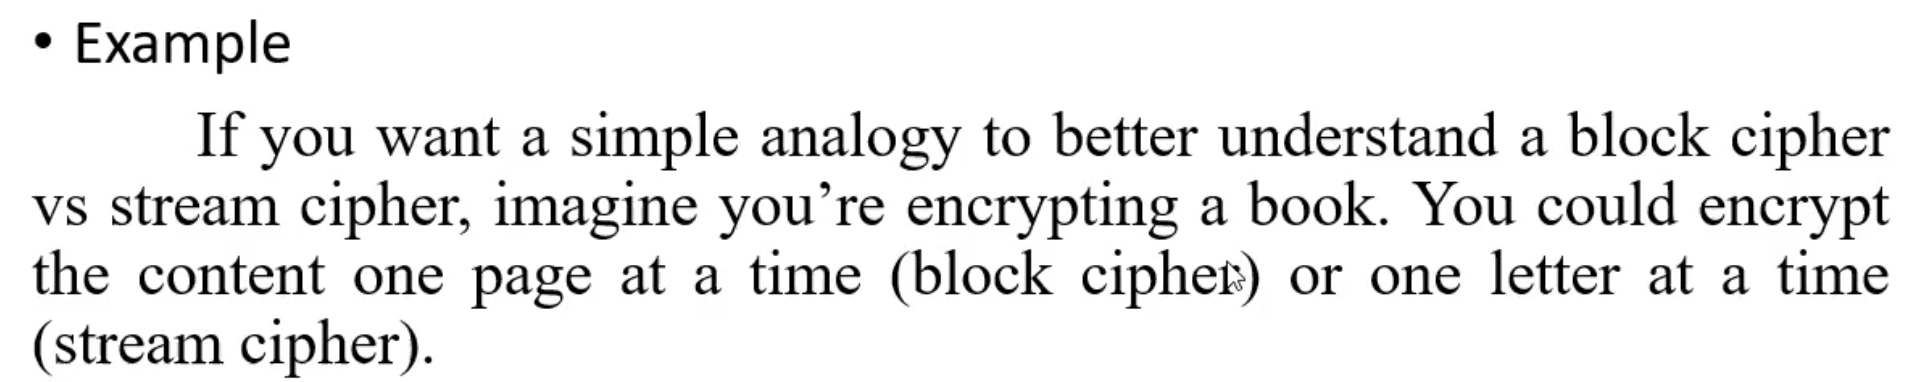 • Example
If you want a simple analogy to better understand a block cipher
vs stream cipher, imagine you’re encrypting a book. You could encrypt
the content one page at a time (block cipher) or one letter at a time
(stream cipher).